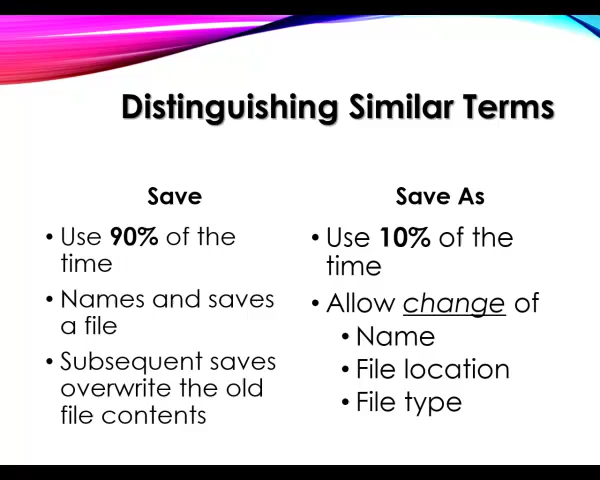 Distinguishing Similar Terms
Save
• Use 90% of the
time
• Names and saves
a file
• Subsequent saves
overwrite the old
file contents
Save As
• Use 10% of the
time
• Allow change of
• Name
• File location
• File type